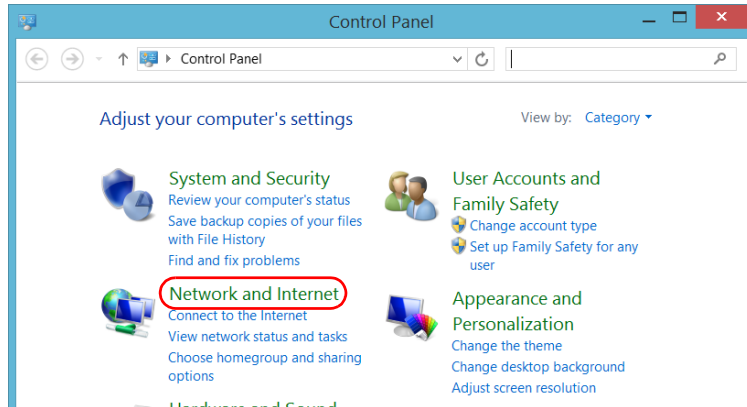 Control Panel
Control Panel
Adjust your computer's settings
View by: Category
System and Security
Review your computer's status
Save backup copies of your files
with File History
Find and fix problems
Network and Internet
Connect to the Internet
View network status and tasks
Choose homegroup and sharing
options
Hardware and Sound
User Accounts and
Family Safety
Change account type
Set up Family Safety for any
user
Appearance and
Personalization
Change the theme
Change desktop background
Adjust screen resolution